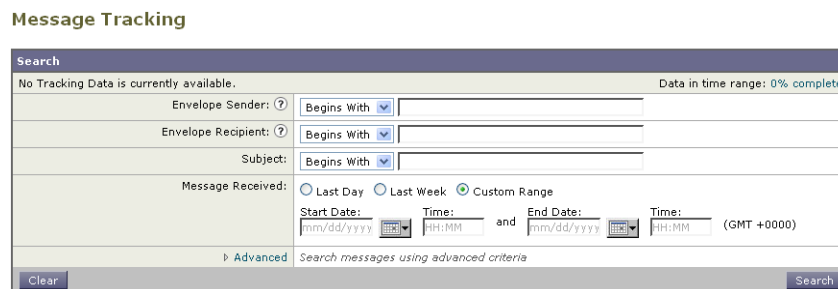 Message Tracking
Search
No Tracking Data is currently available. Data in time range: 0% complete
Envelope Sender: ? Begins With
Envelope Recipient: ? Begins With
Subject: Begins With
Message Received: Last Day Last Week Custom Range
Start Date: Time: End Date: Time:
mm/dd/yyyy HH:MM and mm/dd/yyyy HH:MM (GMT +0000)
Advanced Search messages using advanced criteria
Clear Search